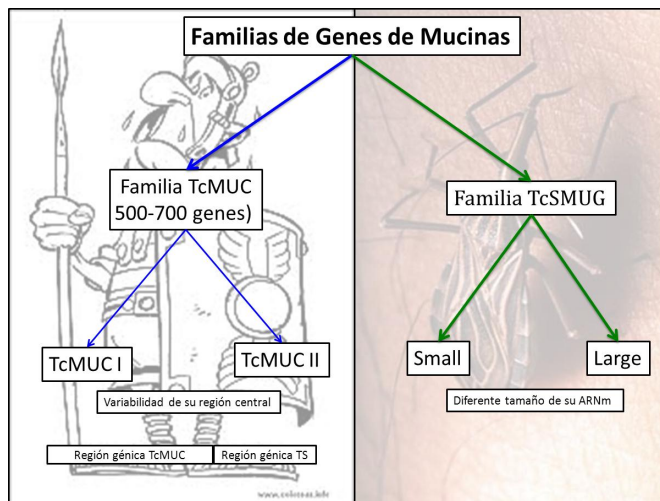 Familias de Genes de Mucinas
Familia TcMUC
500-700 genes)
Familia TcSMUG
TcMUC I
TcMUC II
Small
Large
Variabilidad de su región central
Diferente tamaño de su ARNm
Región génica TcMUC
Región génica TS
www.coloreas.info